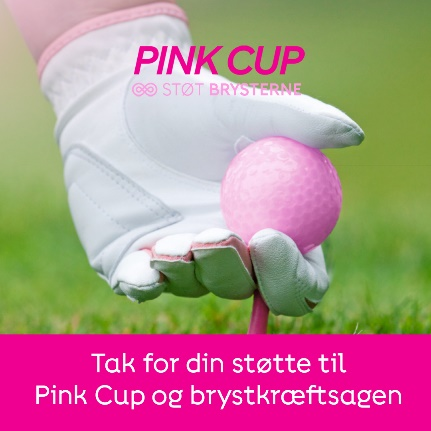 PINK CUP
STØT BRYSTERNE
Tak for din støtte til
Pink Cup og brystkræftsagen